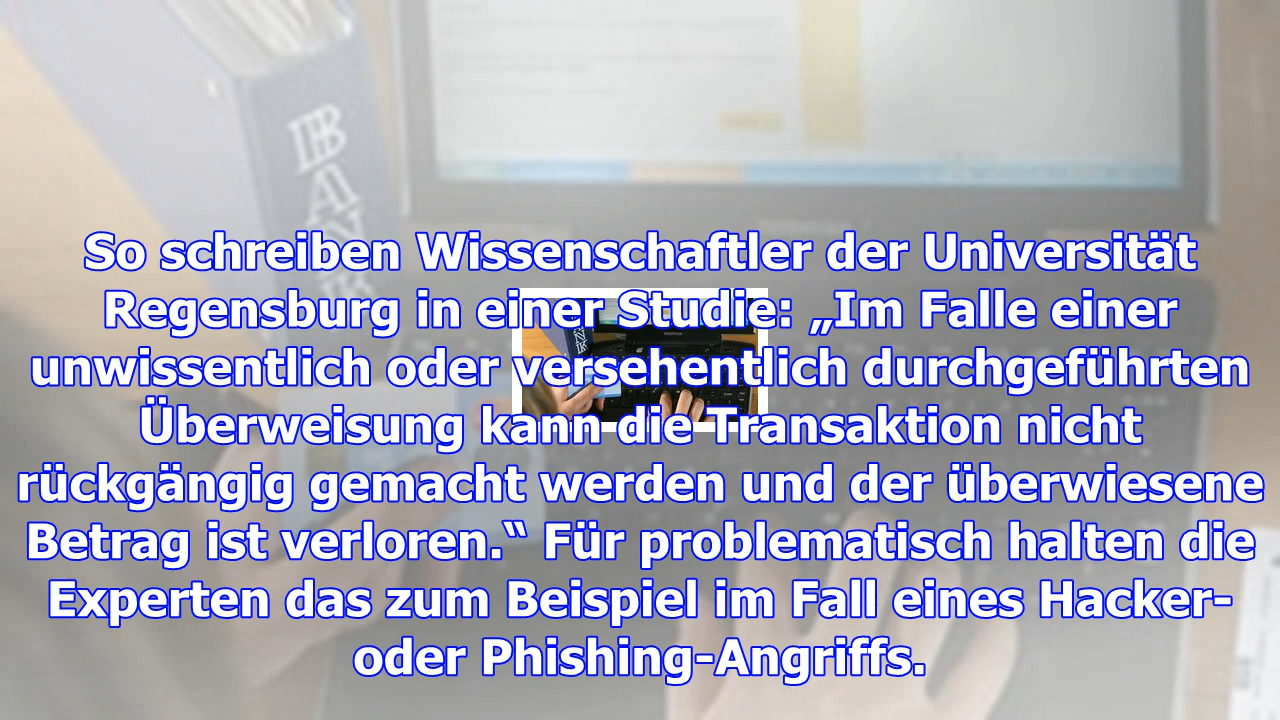 So schreiben Wissenschaftler der Universität
Regensburg in einer Studie: „Im Falle einer
unwissentlich oder versehentlich durchgeführten
Überweisung kann die Transaktion nicht
rückgängig gemacht werden und der überwiesene
Betrag ist verloren.“ Für problematisch halten die
Experten das zum Beispiel im Fall eines Hacker-
oder Phishing-Angriffs.
BANK